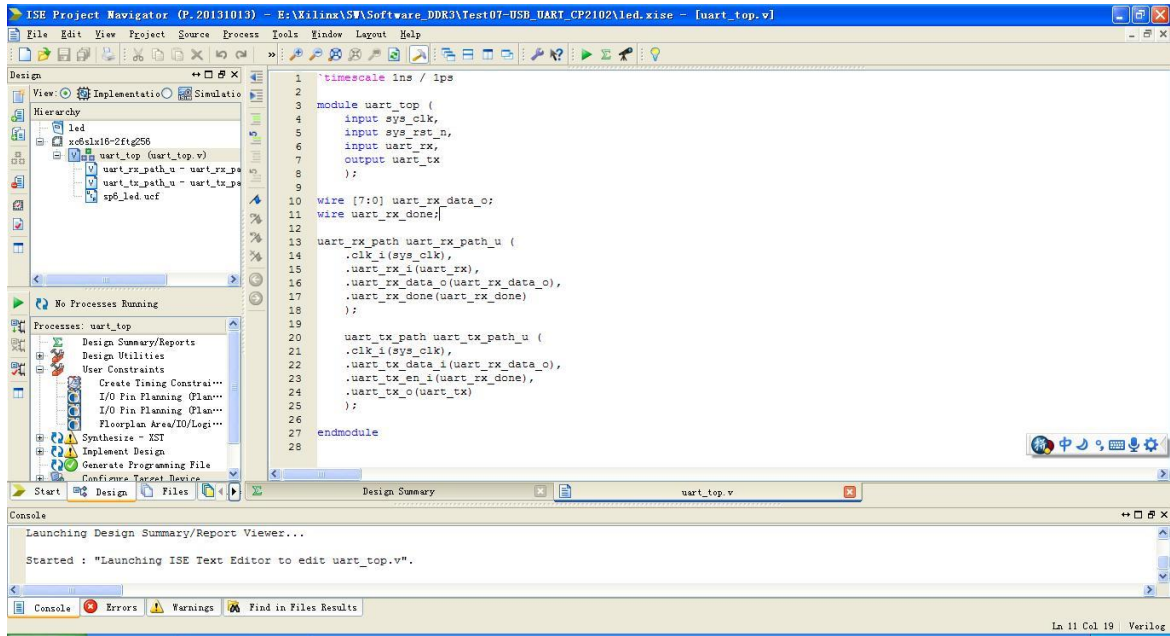 ISE Project Navigator (P.20131013) - E:\Xilinx\SW\Software_DDR3\Test07-USB_UART_CP2102\led.xise - [uart_top.v]
File Edit View Project Source Process Tools Window Layout Help
Design
View: Implementatio Simulatio
Hierarchy
led
xc6slx16-2ftg256
uart_top (uart_top.v)
uart_rx_path_u - uart_rx_pa
uart_tx_path_u - uart_tx_pa
sp6_led.ucf
No Processes Running
Processes: uart_top
Design Summary/Reports
Design Utilities
User Constraints
Create Timing Constrai...
I/O Pin Planning (Plan...
I/O Pin Planning (Plan...
Floorplan Area/IO/Logi...
Synthesize - XST
Implement Design
Generate Programming File
Configure Target Device
Start Design Files
1 `timescale 1ns / 1ps
2
3 module uart_top (
4 input sys_clk,
5 input sys_rst_n,
6 input uart_rx,
7 output uart_tx
8 );
9
10 wire [7:0] uart_rx_data_o;
11 wire uart_rx_done;
12
13 uart_rx_path uart_rx_path_u (
14 .clk_i(sys_clk),
15 .uart_rx_i(uart_rx),
16 .uart_rx_data_o(uart_rx_data_o),
17 .uart_rx_done(uart_rx_done)
18 );
19
20 uart_tx_path uart_tx_path_u (
21 .clk_i(sys_clk),
22 .uart_tx_data_i(uart_rx_data_o),
23 .uart_tx_en_i(uart_rx_done),
24 .uart_tx_o(uart_tx)
25 );
26
27 endmodule
28
中
Design Summary uart_top.v
Console
Launching Design Summary/Report Viewer...
Started : "Launching ISE Text Editor to edit uart_top.v".
Console Errors Warnings Find in Files Results
Ln 11 Col 19 Verilog